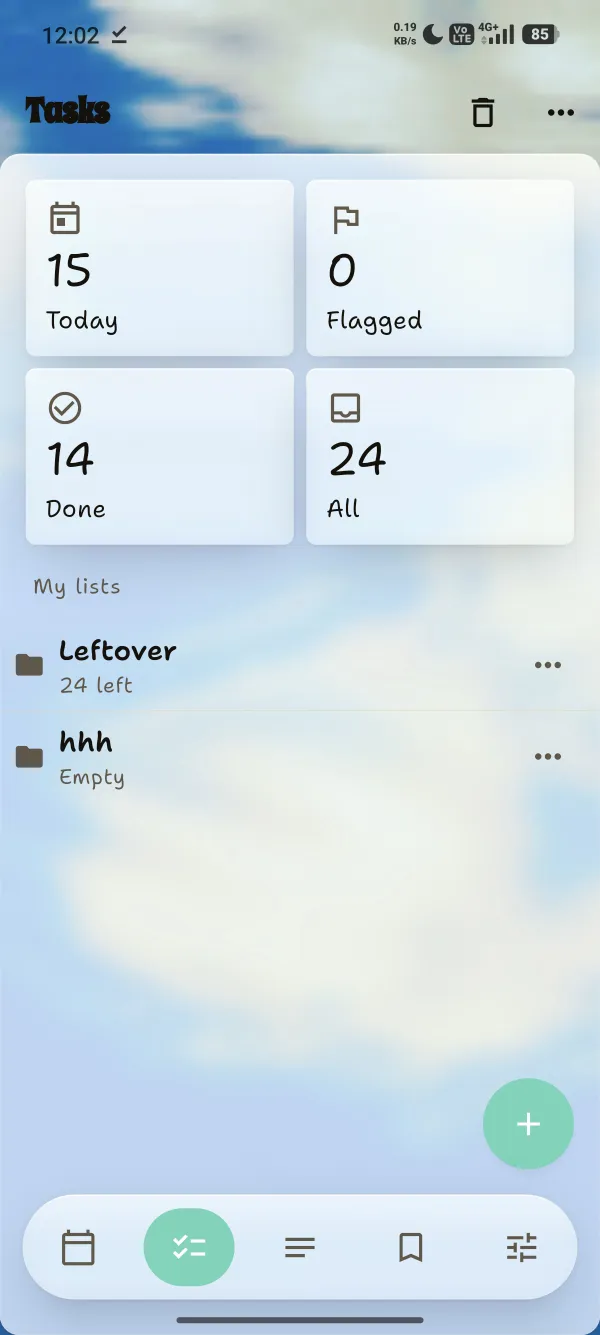 12:02
0.19
KB/s
Vo
LTE
4G+
85
Tasks
15
Today
0
Flagged
14
Done
24
All
My lists
Leftover
24 left
hhh
Empty